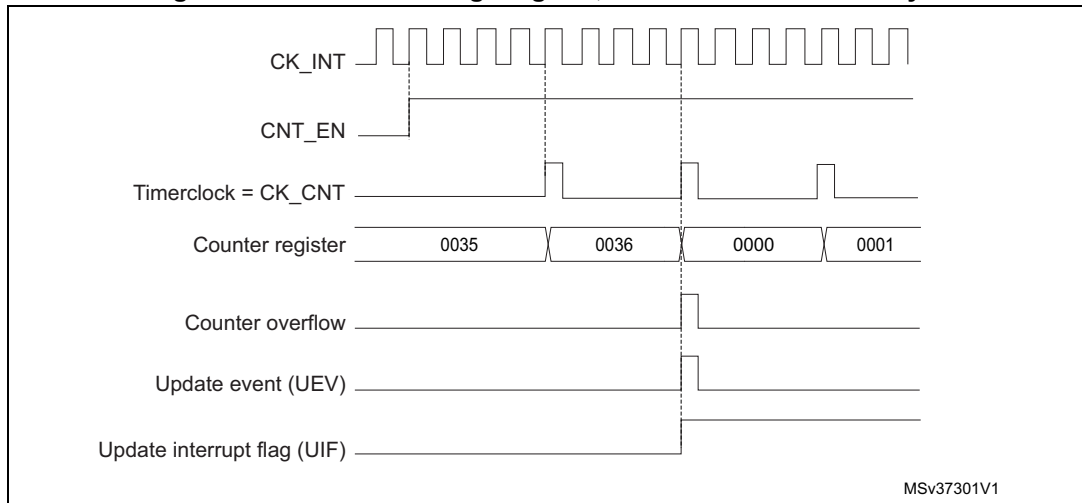 CK_INT
CNT_EN
Timerclock = CK_CNT
Counter register 0035 0036 0000 0001
Counter overflow
Update event (UEV)
Update interrupt flag (UIF)
MSv37301V1